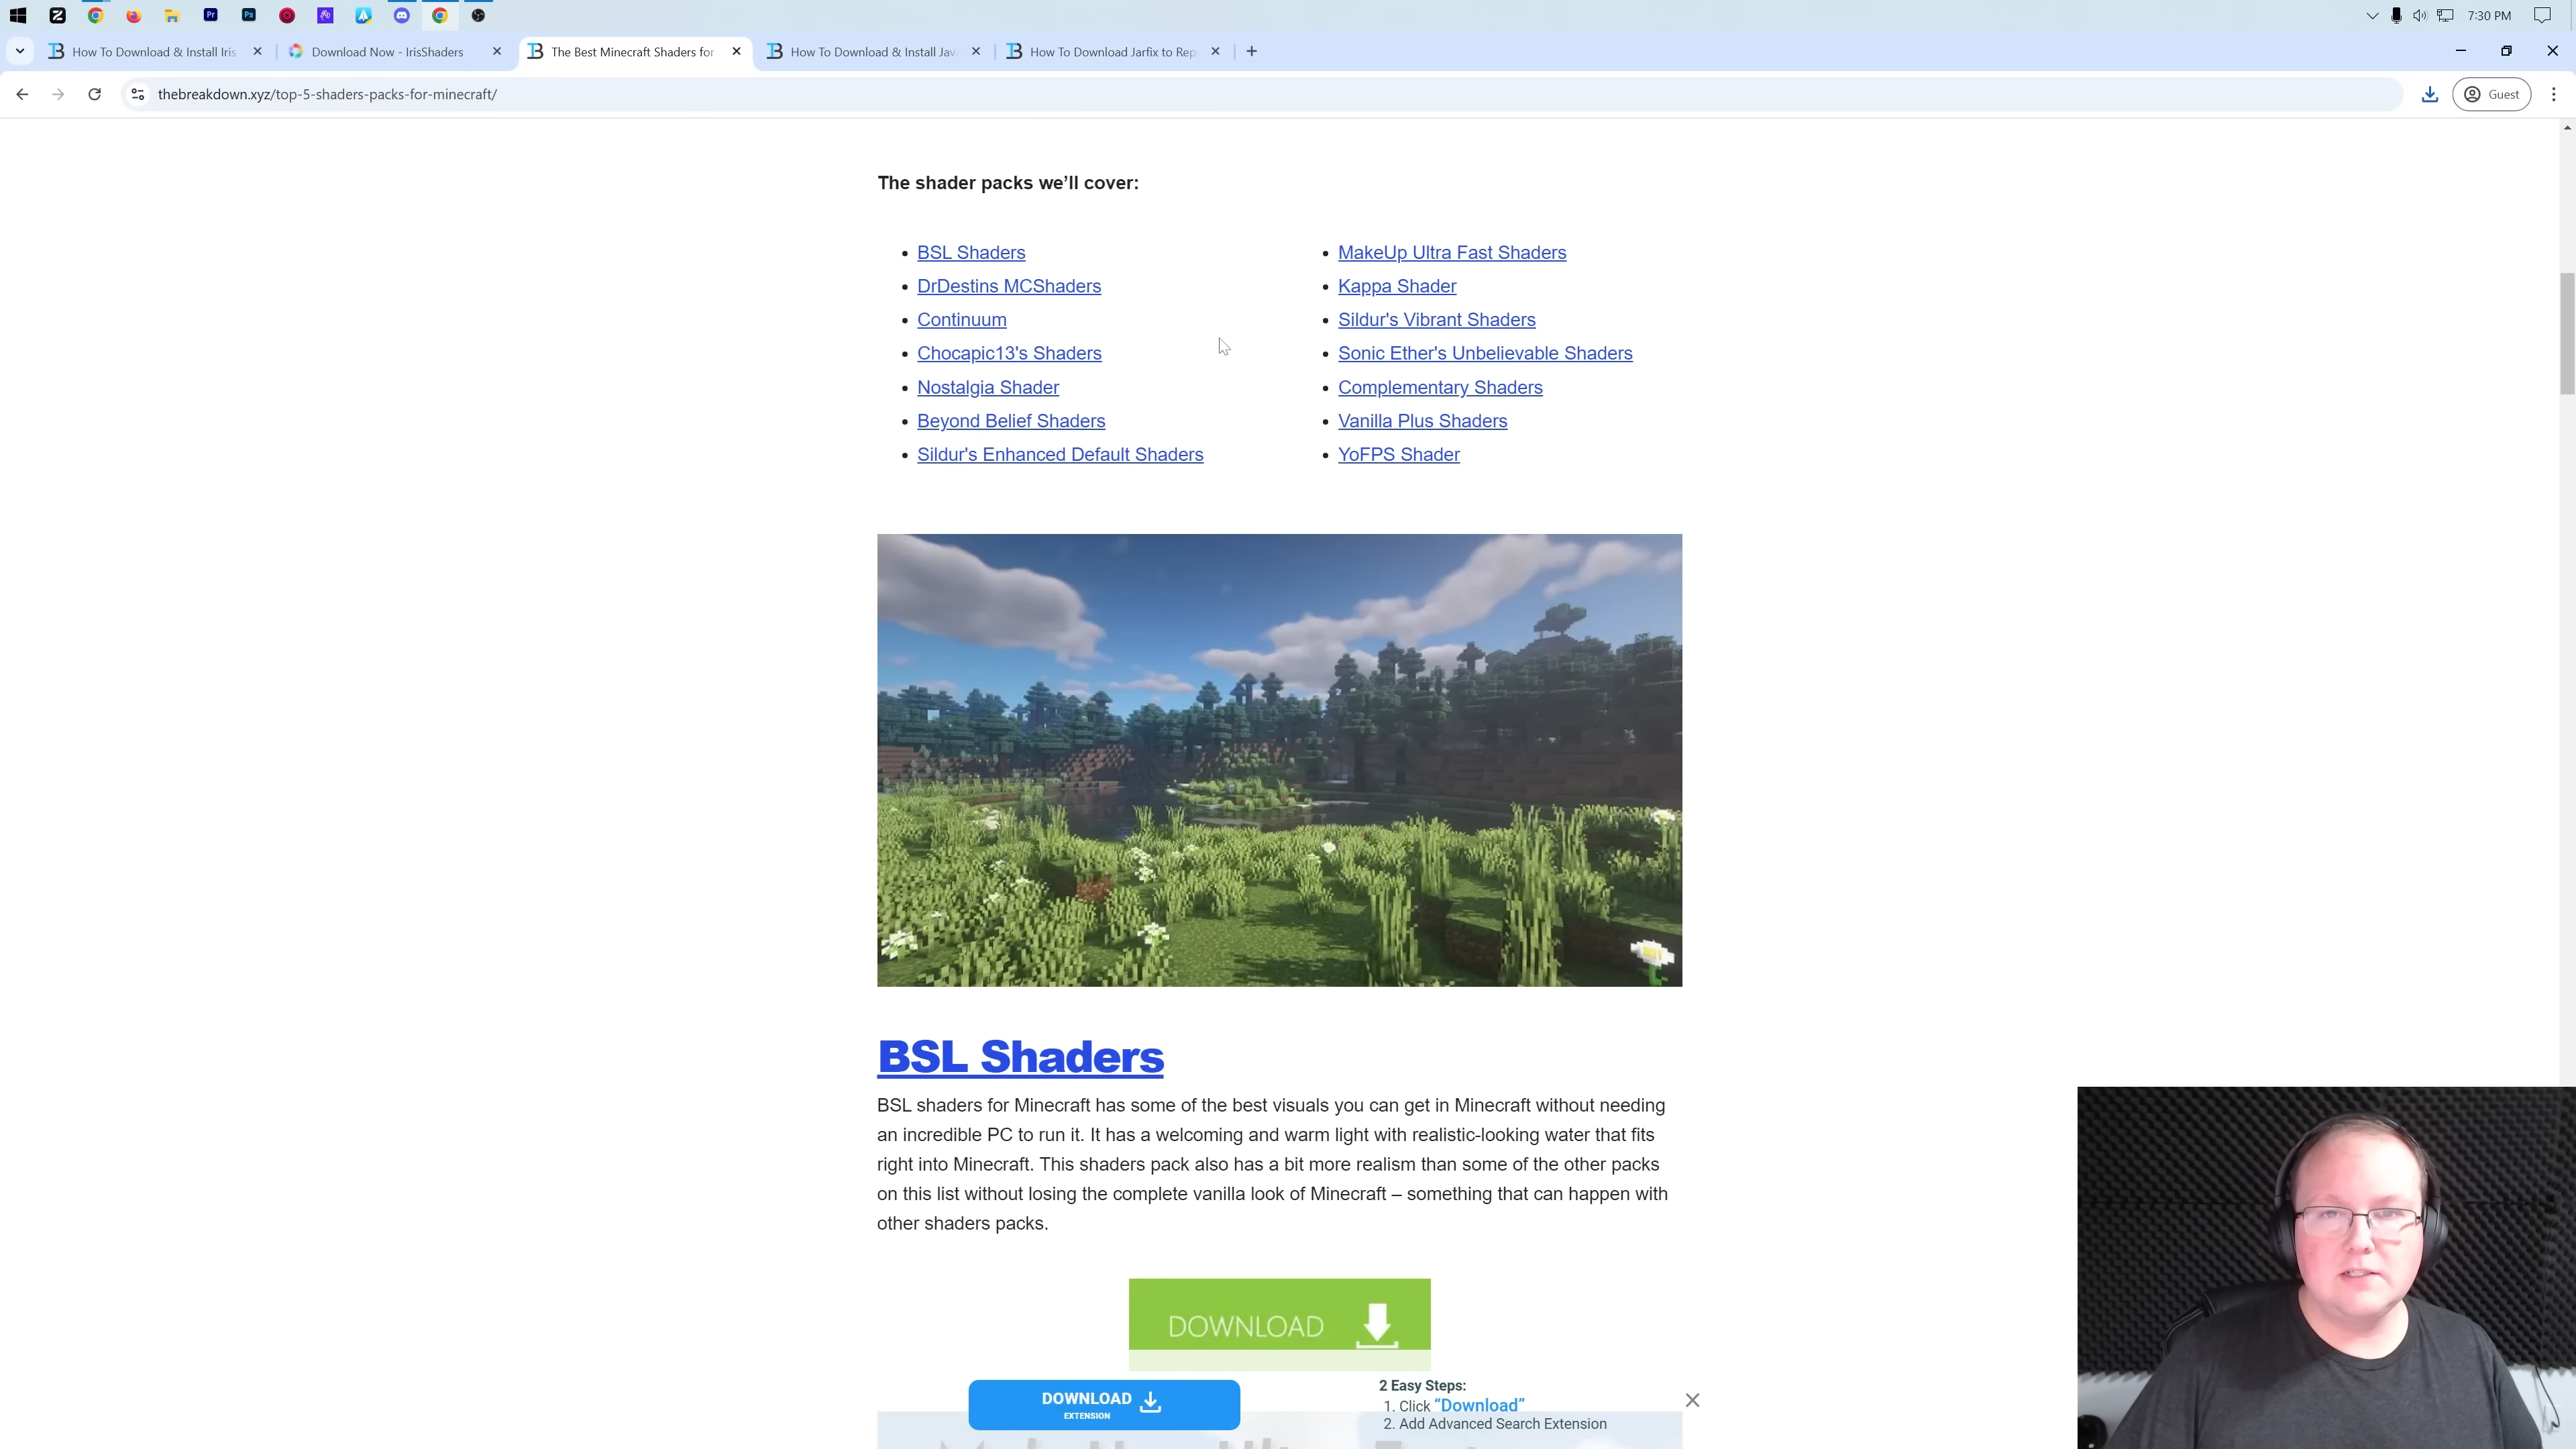 7:30 PM
How To Download & Install Iris
Download Now - IrisShaders
The Best Minecraft Shaders for
How To Download & Install Jav
How To Download Jarfix to Rep
thebreakdown.xyz/top-5-shaders-packs-for-minecraft/
Guest
The shader packs we'll cover:
BSL Shaders
DrDestins MCShaders
Continuum
Chocapic13's Shaders
Nostalgia Shader
Beyond Belief Shaders
Sildur's Enhanced Default Shaders
MakeUp Ultra Fast Shaders
Kappa Shader
Sildur's Vibrant Shaders
Sonic Ether's Unbelievable Shaders
Complementary Shaders
Vanilla Plus Shaders
YoFPS Shader
BSL Shaders
BSL shaders for Minecraft has some of the best visuals you can get in Minecraft without needing
an incredible PC to run it. It has a welcoming and warm light with realistic-looking water that fits
right into Minecraft. This shaders pack also has a bit more realism than some of the other packs
on this list without losing the complete vanilla look of Minecraft – something that can happen with
other shaders packs.
DOWNLOAD
DOWNLOAD
EXTENSION
2 Easy Steps:
1. Click “Download”
2. Add Advanced Search Extension